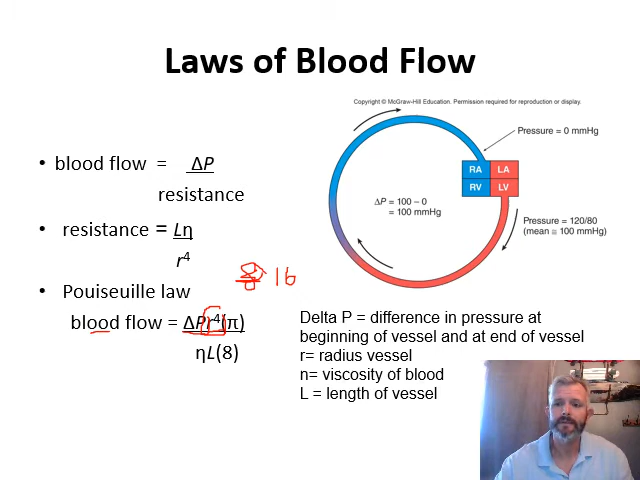 Laws of Blood Flow
Copyright © McGraw-Hill Education. Permission required for reproduction or display.
Pressure = 0 mmHg
• blood flow = ΔP
resistance
RA LA
RV LV
ΔP = 100 – 0
= 100 mmHg
Pressure = 120/80
(mean ≅ 100 mmHg)
• resistance = Lη
r⁴
16
• Pouiseuille law
blood flow = ΔPr⁴(π)
ηL(8)
Delta P = difference in pressure at
beginning of vessel and at end of vessel
r= radius vessel
n= viscosity of blood
L = length of vessel